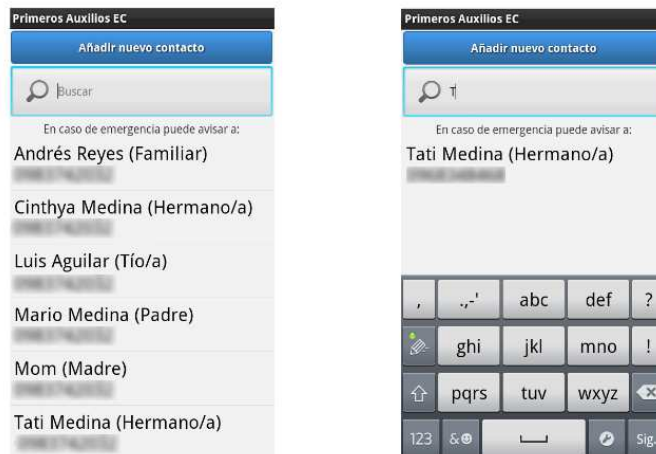 Primeros Auxilios EC
Añadir nuevo contacto
Buscar
En caso de emergencia puede avisar a:
Andrés Reyes (Familiar)
Cinthya Medina (Hermano/a)
Luis Aguilar (Tío/a)
Mario Medina (Padre)
Mom (Madre)
Tati Medina (Hermano/a)
Primeros Auxilios EC
Añadir nuevo contacto
T
En caso de emergencia puede avisar a:
Tati Medina (Hermano/a)
, .,-' abc def ?
ghi jkl mno !
pqrs tuv wxyz
123 & Sig.